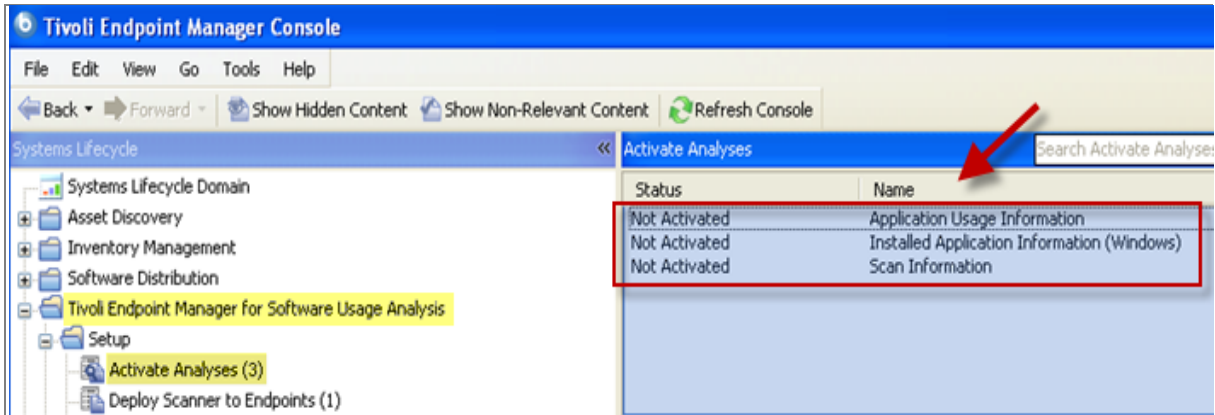 Tivoli Endpoint Manager Console
File Edit View Go Tools Help
Back Forward Show Hidden Content Show Non-Relevant Content Refresh Console
Systems Lifecycle
Systems Lifecycle Domain
Asset Discovery
Inventory Management
Software Distribution
Tivoli Endpoint Manager for Software Usage Analysis
Setup
Activate Analyses (3)
Deploy Scanner to Endpoints (1)
Activate Analyses Search Activate Analyses
Status Name
Not Activated Application Usage Information
Not Activated Installed Application Information (Windows)
Not Activated Scan Information